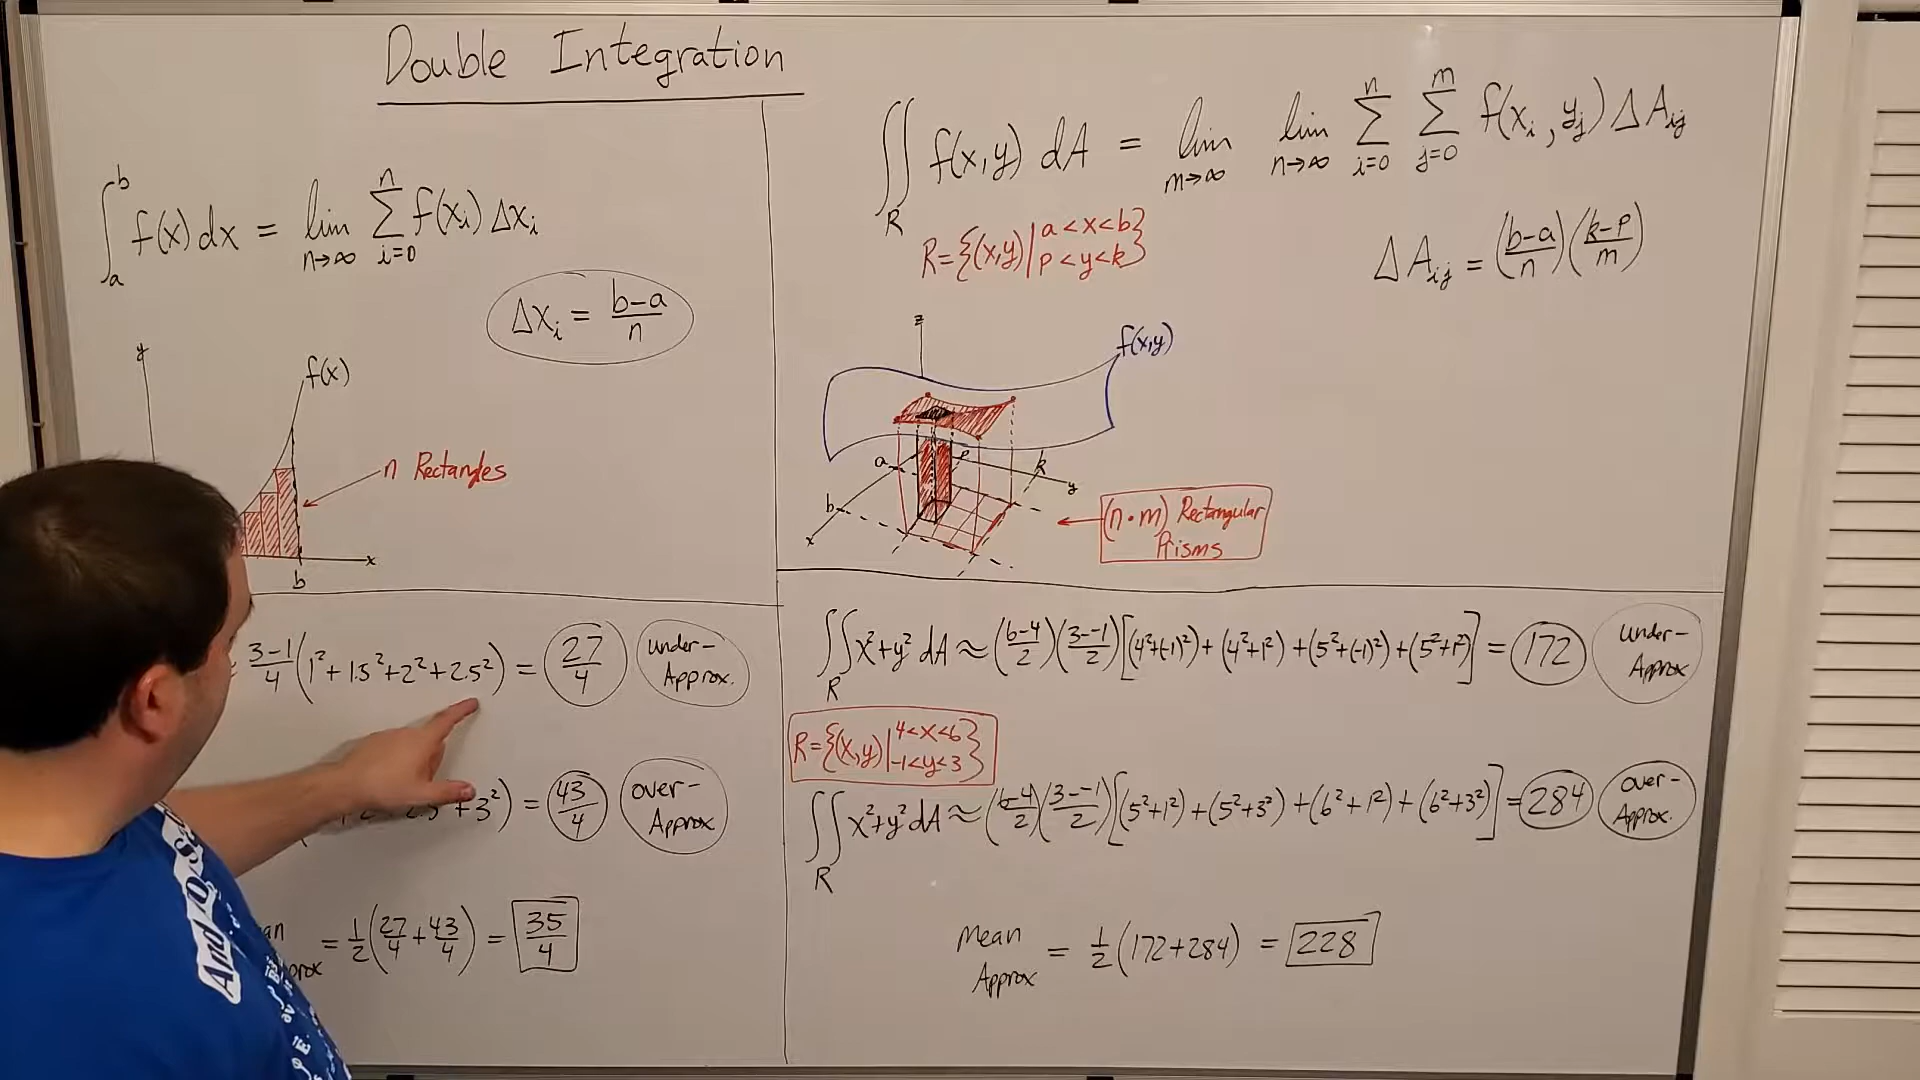 Double Integration
∫_a^b f(x) dx = lim_{n→∞} Σ_{i=0}^n f(x_i) Δx_i
Δx_i = (b-a)/n
y
f(x)
n Rectangles
x
b
(3-1)/4 (1² + 1.5² + 2² + 2.5²) = 27/4
Under-
Approx.
3²) = 43/4
over-
Approx
= 1/2 (27/4 + 43/4) = 35/4
∬_R f(x,y) dA = lim_{m→∞} lim_{n→∞} Σ_{i=0}^n Σ_{j=0}^m f(x_i, y_j) ΔA_ij
R = {(x,y) | a < x < b
p < y < k}
ΔA_ij = ((b-a)/n) ((k-p)/m)
z
f(x,y)
a
p
k
y
b
x
(n·m) Rectangular
Prisms
∬_R x²+y² dA ≈ ((6-4)/2) ((3--1)/2) [(4²+(-1)²) + (4²+1²) + (5²+(-1)²) + (5²+1²)] = 172
Under-
Approx
R = {(x,y) | 4 < x < 6
-1 < y < 3}
∬_R x²+y² dA ≈ ((6-4)/2) ((3--1)/2) [(5²+1²) + (5²+3²) + (6²+1²) + (6²+3²)] = 284
over-
Approx.
Mean
Approx
= 1/2 (172+284) = 228
And